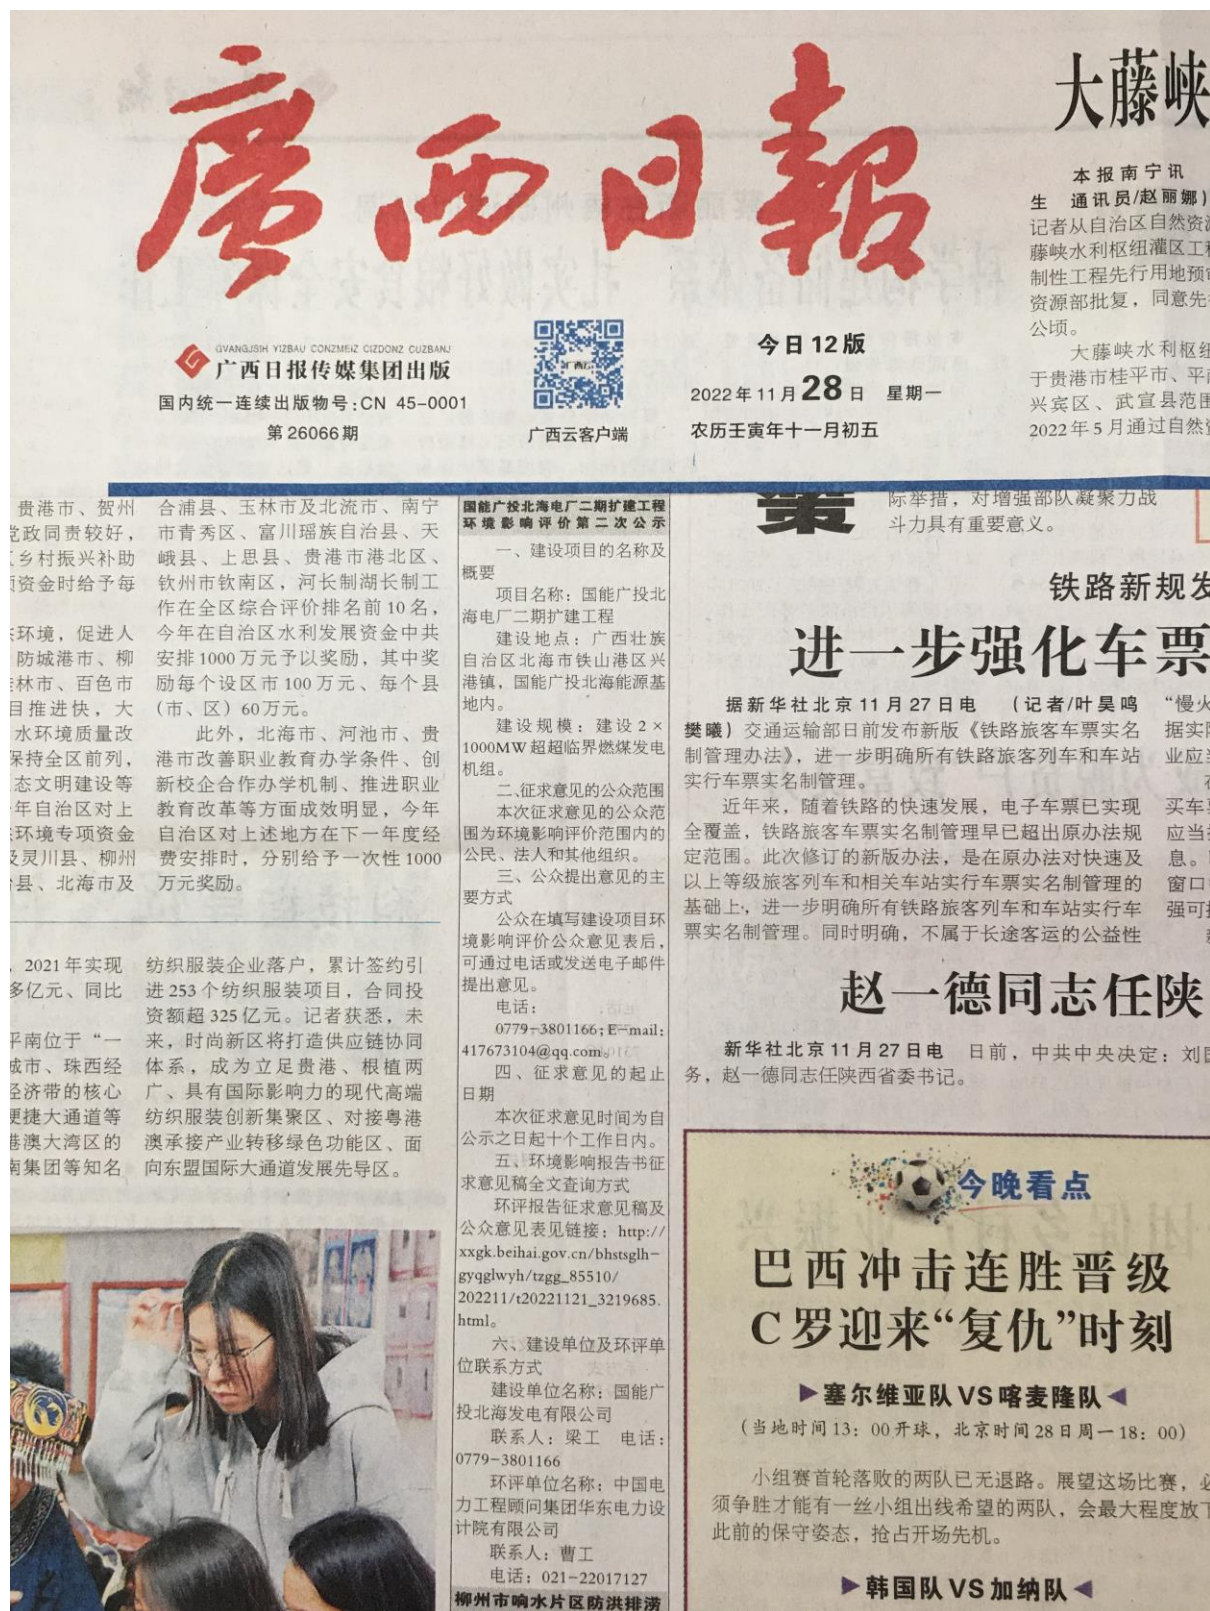 廣西日報
GVANGJSIH YIZBAU CONZMEIZ CIZDONZ CUZBANJ
广西日报传媒集团出版
国内统一连续出版物号:CN 45-0001
第26066期
广西云客户端
今日12版
2022年11月28日 星期一
农历壬寅年十一月初五
大藤峡
本报南宁讯
生 通讯员/赵丽娜)
记者从自治区自然资源
藤峡水利枢纽灌区工程
制性工程先行用地预审
资源部批复，同意先行
公顷。
大藤峡水利枢纽
于贵港市桂平市、平南
兴宾区、武宣县范围
2022年5月通过自然资
贵港市、贺州
党政同责较好，
乡村振兴补助
资金时给予每
环境，促进人
防城港市、柳
桂林市、百色市
目推进快，大
水环境质量改
保持全区前列，
态文明建设等
年自治区对上
环境专项资金
及灵川县、柳州
县、北海市及
合浦县、玉林市及北流市、南宁
市青秀区、富川瑶族自治县、天
峨县、上思县、贵港市港北区、
钦州市钦南区，河长制湖长制工
作在全区综合评价排名前10名，
今年在自治区水利发展资金中共
安排1000万元予以奖励，其中奖
励每个设区市100万元、每个县
(市、区) 60万元。
此外，北海市、河池市、贵
港市改善职业教育办学条件、创
新校企合作办学机制、推进职业
教育改革等方面成效明显，今年
自治区对上述地方在下一年度经
费安排时，分别给予一次性1000
万元奖励。
，2021年实现
多亿元、同比
平南位于“一
城市、珠西经
经济带的核心
便捷大通道等
港澳大湾区的
南集团等知名
纺织服装企业落户，累计签约引
进253个纺织服装项目，合同投
资额超325亿元。记者获悉，未
来，时尚新区将打造供应链协同
体系，成为立足贵港、根植两
广、具有国际影响力的现代高端
纺织服装创新集聚区、对接粤港
澳承接产业转移绿色功能区、面
向东盟国际大通道发展先导区。
国能广投北海电厂二期扩建工程
环境影响评价第二次公示
一、建设项目的名称及
概要
项目名称：国能广投北
海电厂二期扩建工程
建设地点：广西壮族
自治区北海市铁山港区兴
港镇，国能广投北海能源基
地内。
建设规模：建设2×
1000MW超超临界燃煤发电
机组。
二、征求意见的公众范围
本次征求意见的公众范
围为环境影响评价范围内的
公民、法人和其他组织。
三、公众提出意见的主
要方式
公众在填写建设项目环
境影响评价公众意见表后，
可通过电话或发送电子邮件
提出意见。
电话：
0779-3801166；E-mail：
417673104@qq.com。
四、征求意见的起止
日期
本次征求意见时间为自
公示之日起十个工作日内。
五、环境影响报告书征
求意见稿全文查询方式
环评报告征求意见稿及
公众意见表见链接：http://
xxgk.beihai.gov.cn/bhstsglh-
gyqglwyh/tzgg_85510/
202211/t20221121_3219685.
html。
六、建设单位及环评单
位联系方式
建设单位名称：国能广
投北海发电有限公司
联系人：梁工 电话：
0779-3801166
环评单位名称：中国电
力工程顾问集团华东电力设
计院有限公司
联系人：曹工
电话：021-22017127
柳州市响水片区防洪排涝
策
际举措，对增强部队凝聚力战
斗力具有重要意义。
铁路新规发
进一步强化车票
据新华社北京11月27日电 (记者/叶昊鸣
樊曦) 交通运输部日前发布新版《铁路旅客车票实名
制管理办法》，进一步明确所有铁路旅客列车和车站
实行车票实名制管理。
近年来，随着铁路的快速发展，电子车票已实现
全覆盖，铁路旅客车票实名制管理早已超出原办法规
定范围。此次修订的新版办法，是在原办法对快速及
以上等级旅客列车和相关车站实行车票实名制管理的
基础上，进一步明确所有铁路旅客列车和车站实行车
票实名制管理。同时明确，不属于长途客运的公益性
“慢火
据实际
业应当
在
买车票
应当
息。
窗口
强可
赵一德同志任陕
新华社北京11月27日电 日前，中共中央决定：刘国
务，赵一德同志任陕西省委书记。
今晚看点
巴西冲击连胜晋级
C罗迎来“复仇”时刻
▶塞尔维亚队VS喀麦隆队◀
(当地时间13：00开球，北京时间28日周一18：00)
小组赛首轮落败的两队已无退路。展望这场比赛，必
须争胜才能有一丝小组出线希望的两队，会最大程度放下
此前的保守姿态，抢占开场先机。
▶韩国队VS加纳队◀